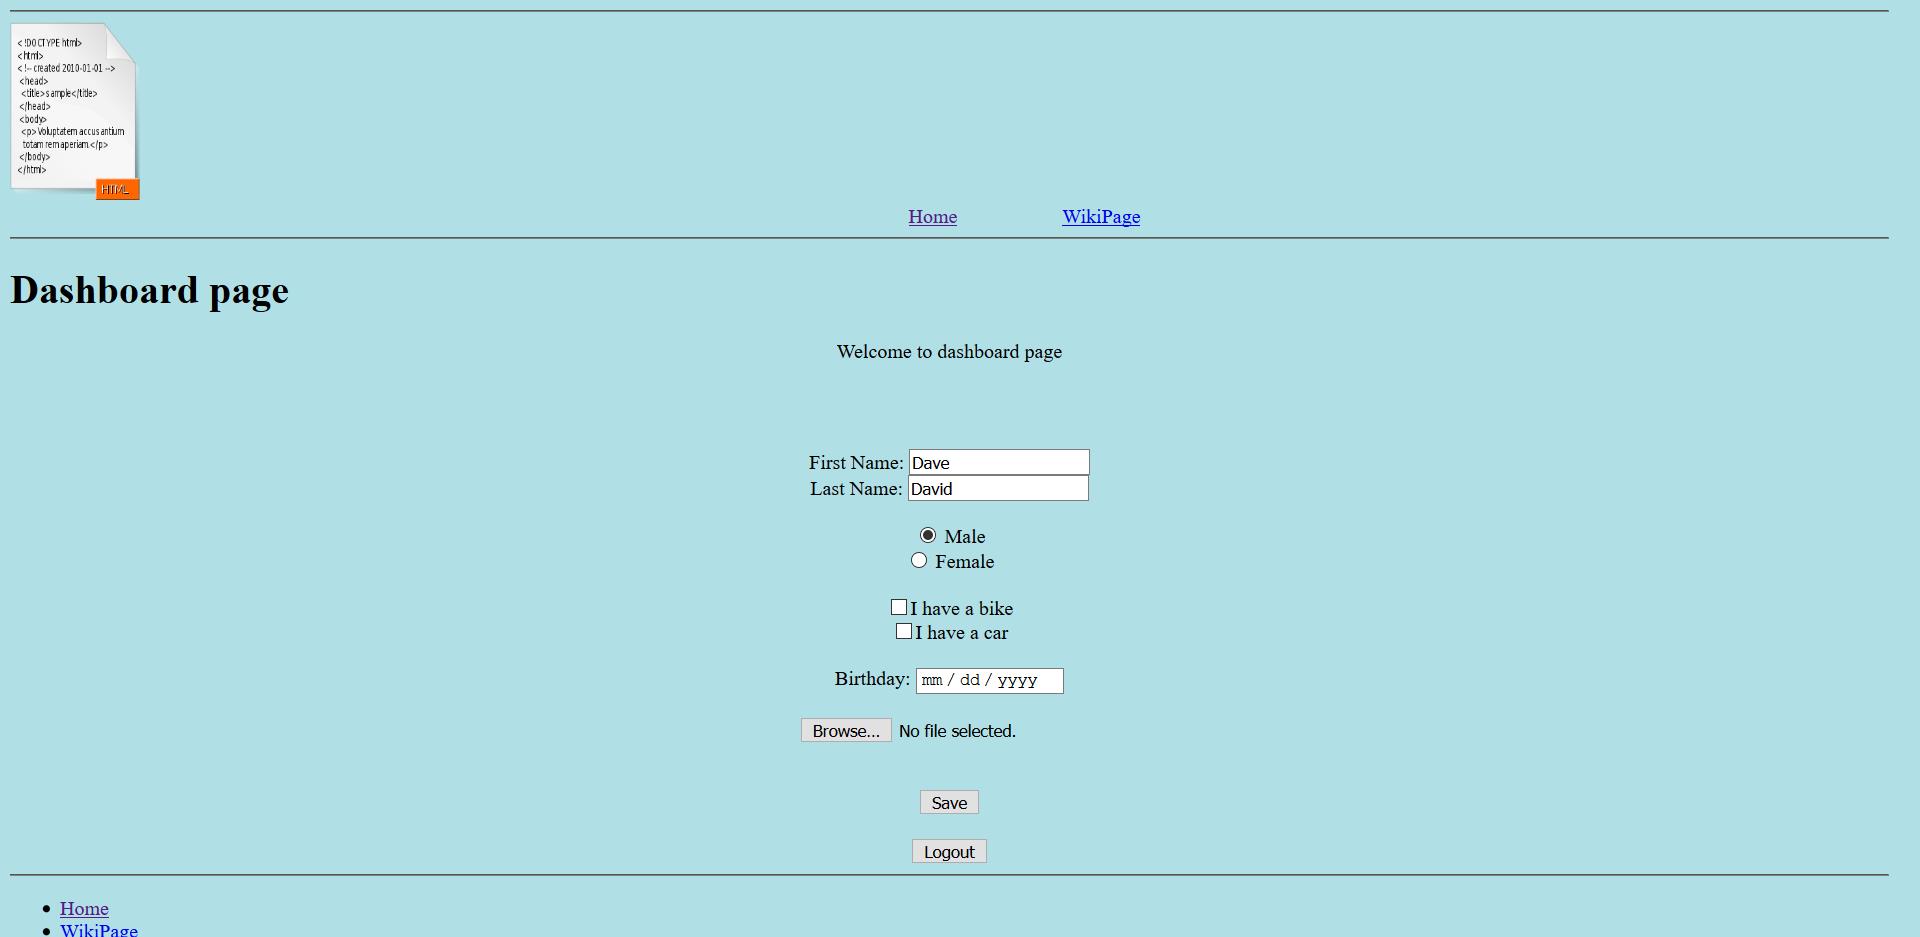 < !DOCTYPE html>
<html>
< !-- created 2010-01-01 -->
<head>
<title>sample</title>
</head>
<body>
<p>Voluptatem accusantium
totam rem aperiam.</p>
</body>
</html>
HTML
Home WikiPage
Dashboard page
Welcome to dashboard page
First Name: Dave
Last Name: David
Male
Female
I have a bike
I have a car
Birthday: mm / dd / yyyy
Browse... No file selected.
Save
Logout
Home
WikiPage